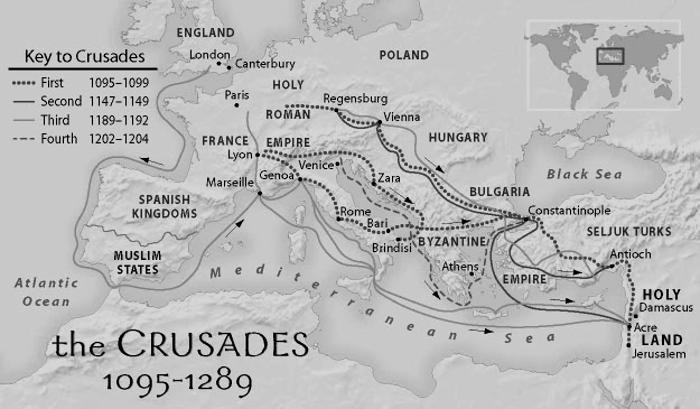 ENGLAND
London
Canterbury
POLAND
Key to Crusades
First 1095–1099
Second 1147–1149
Third 1189–1192
Fourth 1202–1204
Paris
HOLY
ROMAN
EMPIRE
Regensburg
Vienna
HUNGARY
FRANCE
Lyon
Venice
Genoa
Marseille
Zara
SPANISH
KINGDOMS
MUSLIM
STATES
Rome
Bari
Brindisi
BULGARIA
Black Sea
Constantinople
SELJUK TURKS
BYZANTINE
EMPIRE
Athens
Antioch
HOLY
LAND
Damascus
Acre
Jerusalem
Atlantic
Ocean
Mediterranean Sea
the CRUSADES
1095-1289